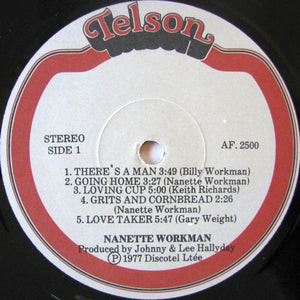 Telson
STEREO
SIDE 1
AF. 2500
1. THERE'S A MAN 3:49 (Billy Workman)
2. GOING HOME 3:27 (Nanette Workman)
3. LOVING CUP 5:00 (Keith Richards)
4. GRITS AND CORNBREAD 2:26
(Nanette Workman)
5. LOVE TAKER 5:47 (Gary Weight)
NANETTE WORKMAN
Produced by Johnny & Lee Hallyday
Ⓟ 1977 Discotel Ltée